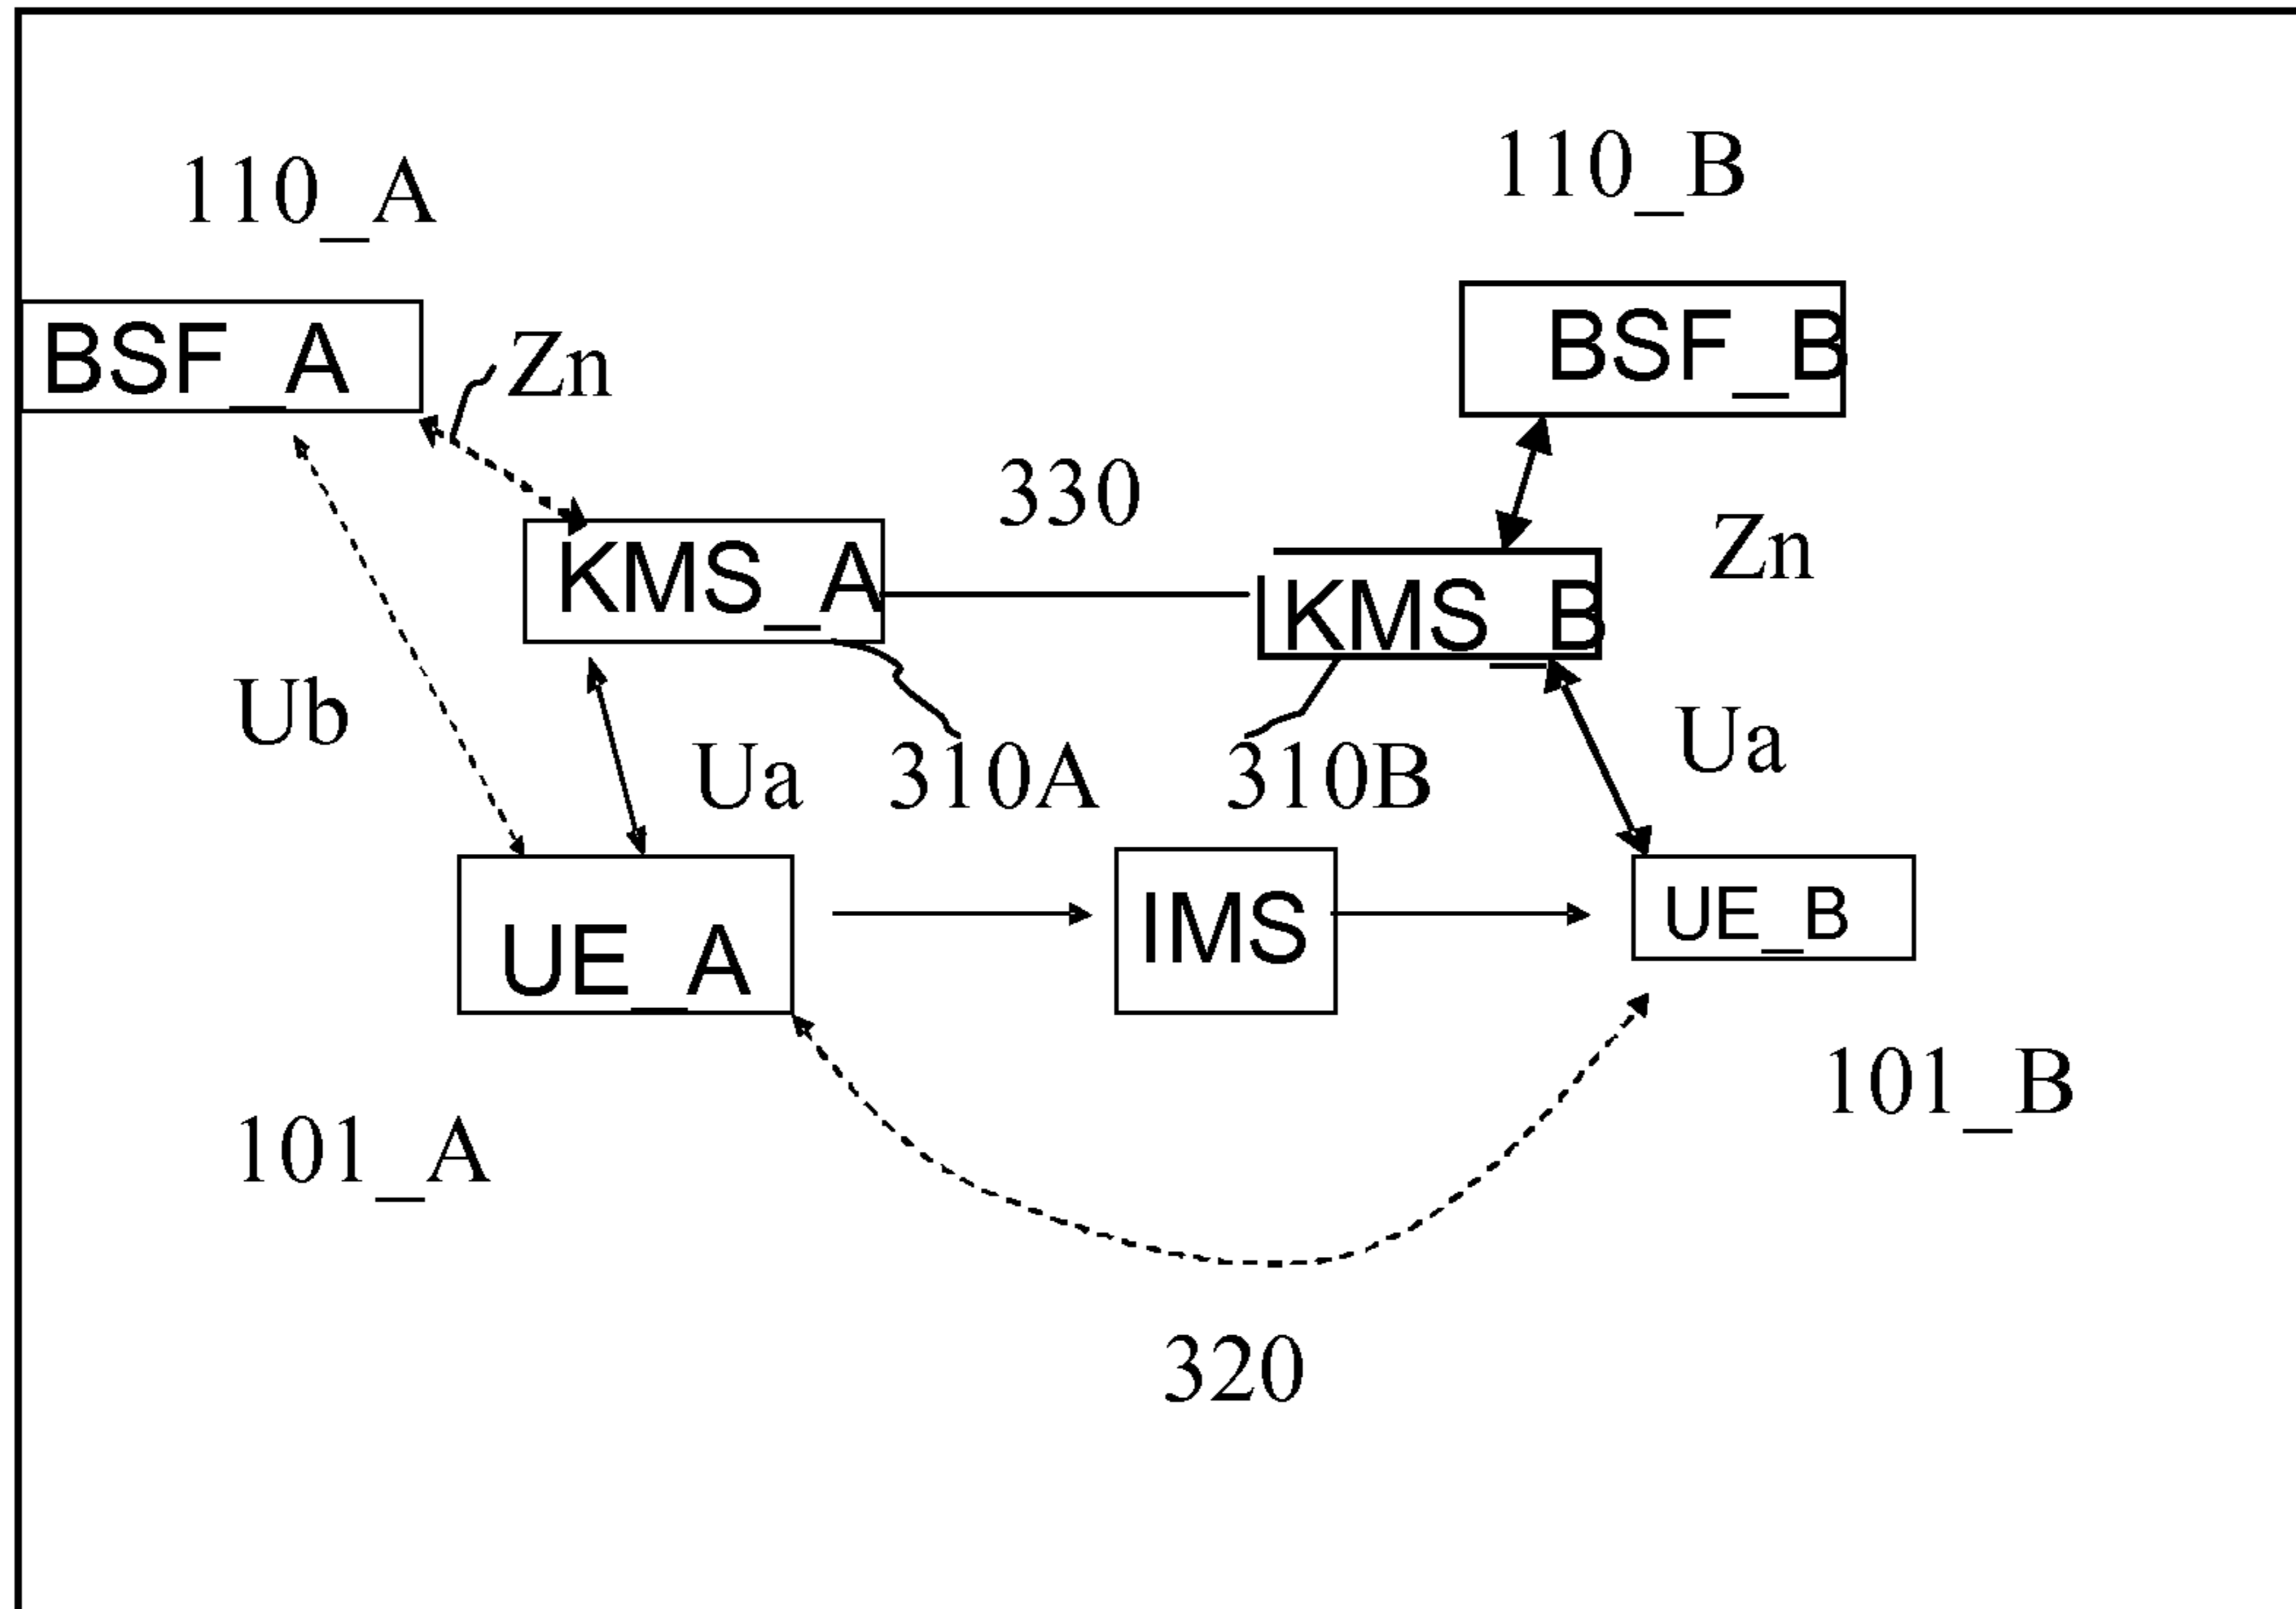 110_A
110_B
BSF_A
Zn
BSF_B
330
KMS_A
Zn
KMS_B
Ub
Ua
310A
310B
Ua
UE_A
IMS
UE_B
101_A
101_B
320